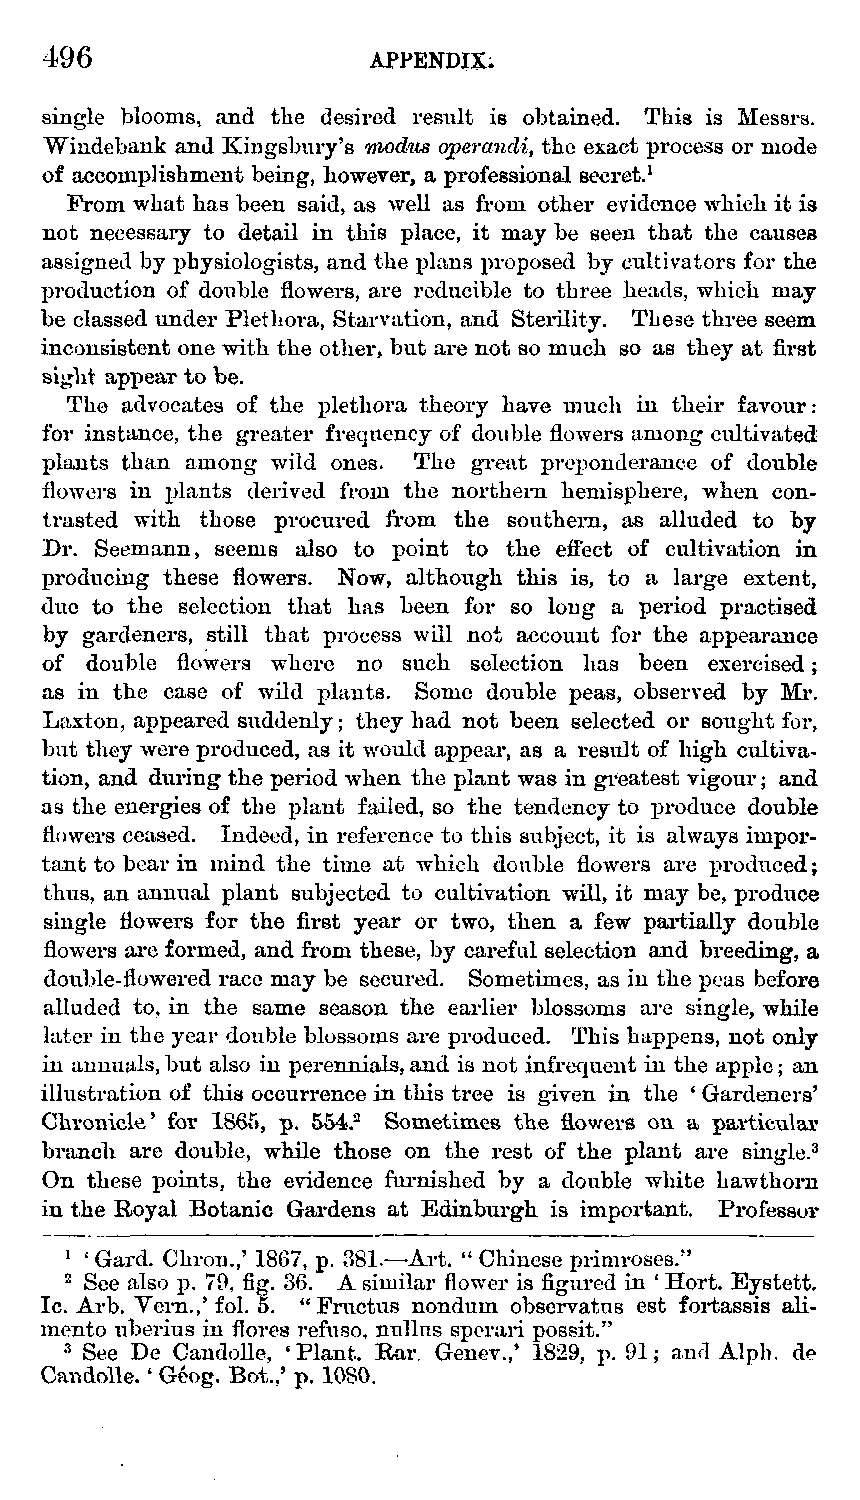 496 APPENDIX.
single blooms, and the desired result is obtained. This is Messrs.
Windebank and Kingsbury's modus operandi, the exact process or mode
of accomplishment being, however, a professional secret.¹
From what has been said, as well as from other evidence which it is
not necessary to detail in this place, it may be seen that the causes
assigned by physiologists, and the plans proposed by cultivators for the
production of double flowers, are reducible to three heads, which may
be classed under Plethora, Starvation, and Sterility. These three seem
inconsistent one with the other, but are not so much so as they at first
sight appear to be.
The advocates of the plethora theory have much in their favour:
for instance, the greater frequency of double flowers among cultivated
plants than among wild ones. The great preponderance of double
flowers in plants derived from the northern hemisphere, when con-
trasted with those procured from the southern, as alluded to by
Dr. Seemann, seems also to point to the effect of cultivation in
producing these flowers. Now, although this is, to a large extent,
due to the selection that has been for so long a period practised
by gardeners, still that process will not account for the appearance
of double flowers where no such selection has been exercised;
as in the case of wild plants. Some double peas, observed by Mr.
Laxton, appeared suddenly; they had not been selected or sought for,
but they were produced, as it would appear, as a result of high cultiva-
tion, and during the period when the plant was in greatest vigour; and
as the energies of the plant failed, so the tendency to produce double
flowers ceased. Indeed, in reference to this subject, it is always impor-
tant to bear in mind the time at which double flowers are produced;
thus, an annual plant subjected to cultivation will, it may be, produce
single flowers for the first year or two, then a few partially double
flowers are formed, and from these, by careful selection and breeding, a
double-flowered race may be secured. Sometimes, as in the peas before
alluded to, in the same season the earlier blossoms are single, while
later in the year double blossoms are produced. This happens, not only
in annuals, but also in perennials, and is not infrequent in the apple; an
illustration of this occurrence in this tree is given in the 'Gardeners'
Chronicle' for 1865, p. 554.² Sometimes the flowers on a particular
branch are double, while those on the rest of the plant are single.³
On these points, the evidence furnished by a double white hawthorn
in the Royal Botanic Gardens at Edinburgh is important. Professor
¹ 'Gard. Chron.,' 1867, p. 381.—Art. "Chinese primroses."
² See also p. 79, fig. 36. A similar flower is figured in 'Hort. Eystett.
Ic. Arb. Vern.,' fol. 5. "Fructus nondum observatus est fortassis ali-
mento uberius in flores refuso, nullus sperari possit."
³ See De Candolle, 'Plant. Rar. Genev.,' 1829, p. 91; and Alph. de
Candolle. 'Géog. Bot.,' p. 1080.